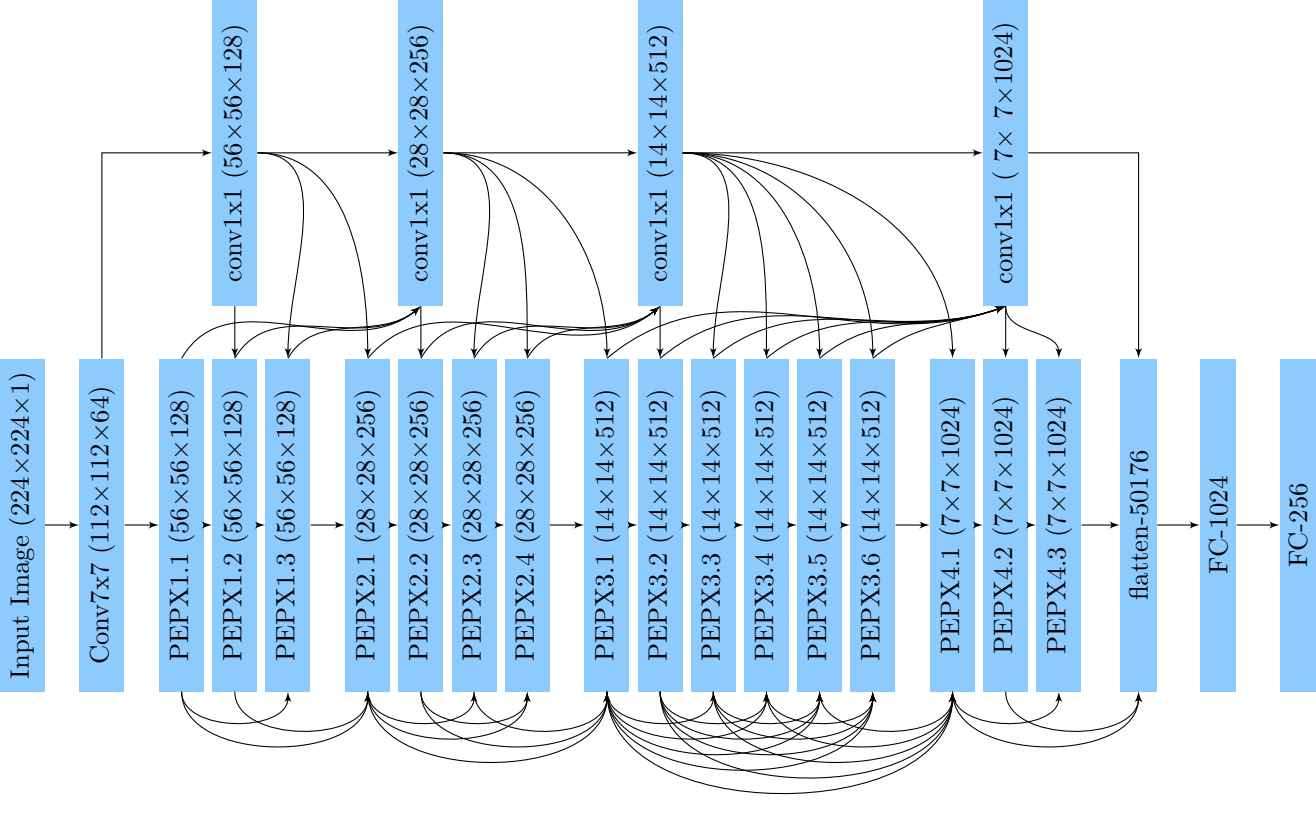 conv1x1 (56×56×128)
conv1x1 (28×28×256)
conv1x1 (14×14×512)
conv1x1 ( 7× 7×1024)
Input Image (224×224×1)
Conv7x7 (112×112×64)
PEPX1.1 (56×56×128)
PEPX1.2 (56×56×128)
PEPX1.3 (56×56×128)
PEPX2.1 (28×28×256)
PEPX2.2 (28×28×256)
PEPX2.3 (28×28×256)
PEPX2.4 (28×28×256)
PEPX3.1 (14×14×512)
PEPX3.2 (14×14×512)
PEPX3.3 (14×14×512)
PEPX3.4 (14×14×512)
PEPX3.5 (14×14×512)
PEPX3.6 (14×14×512)
PEPX4.1 (7×7×1024)
PEPX4.2 (7×7×1024)
PEPX4.3 (7×7×1024)
flatten-50176
FC-1024
FC-256